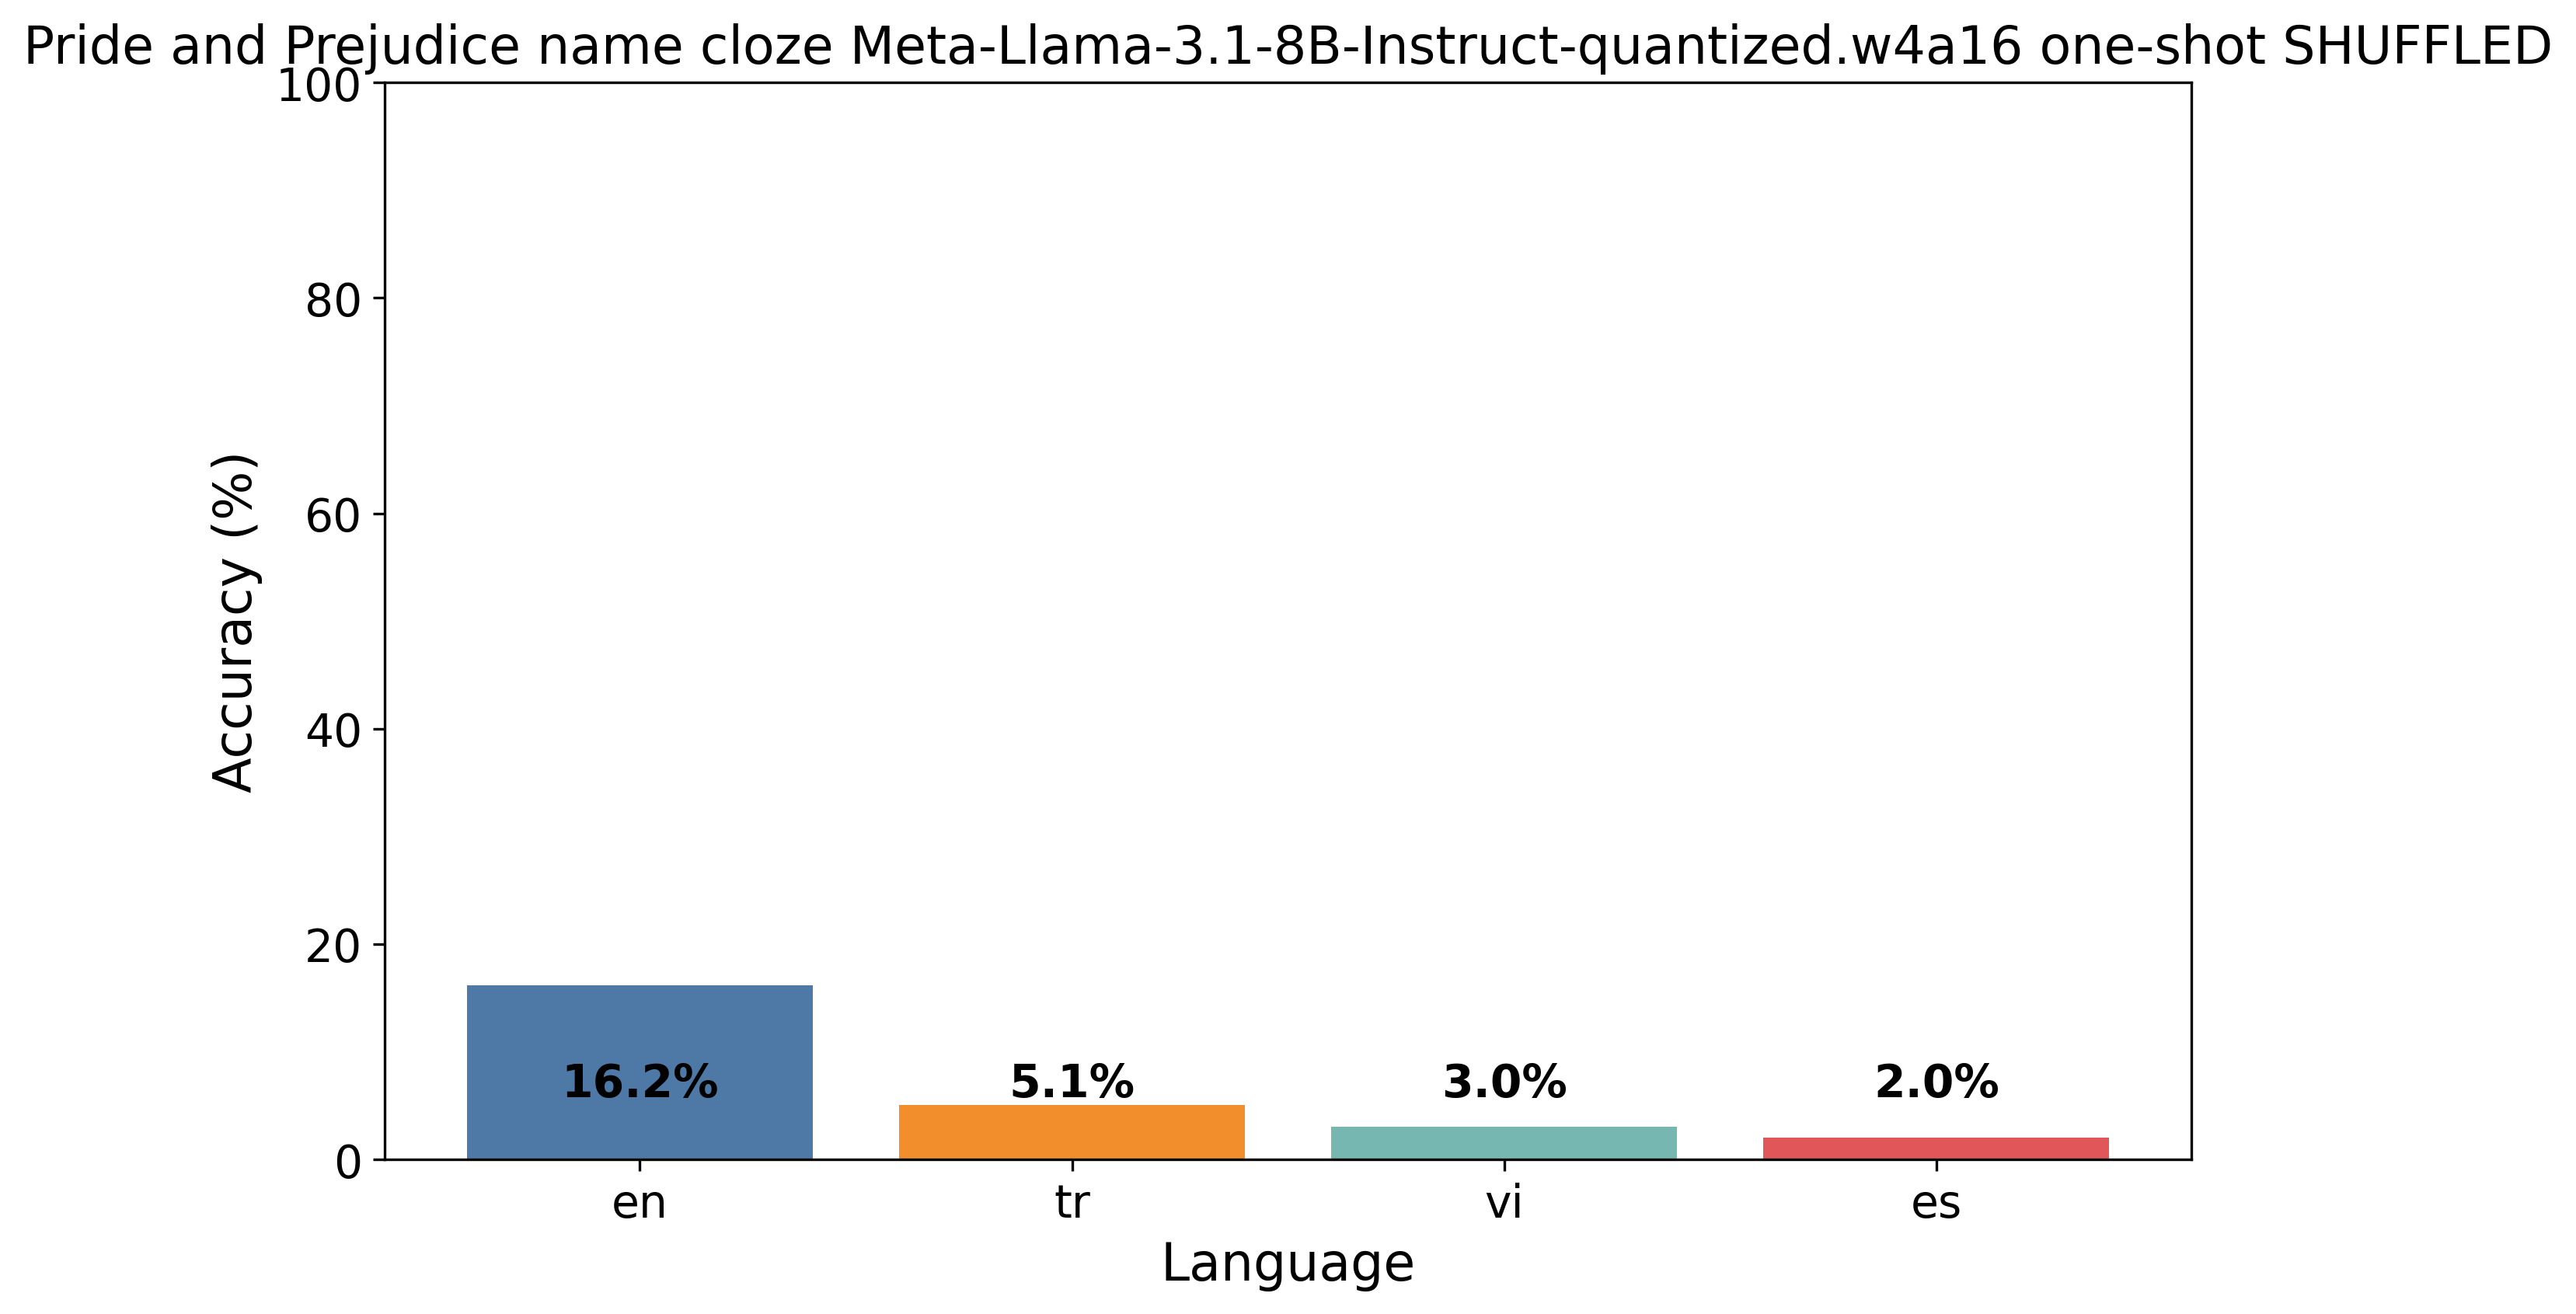 Pride and Prejudice name cloze Meta-Llama-3.1-8B-Instruct-quantized.w4a16 one-shot SHUFFLED
100
80
60
40
20
0
Accuracy (%)
16.2%
5.1%
3.0%
2.0%
en
tr
vi
es
Language